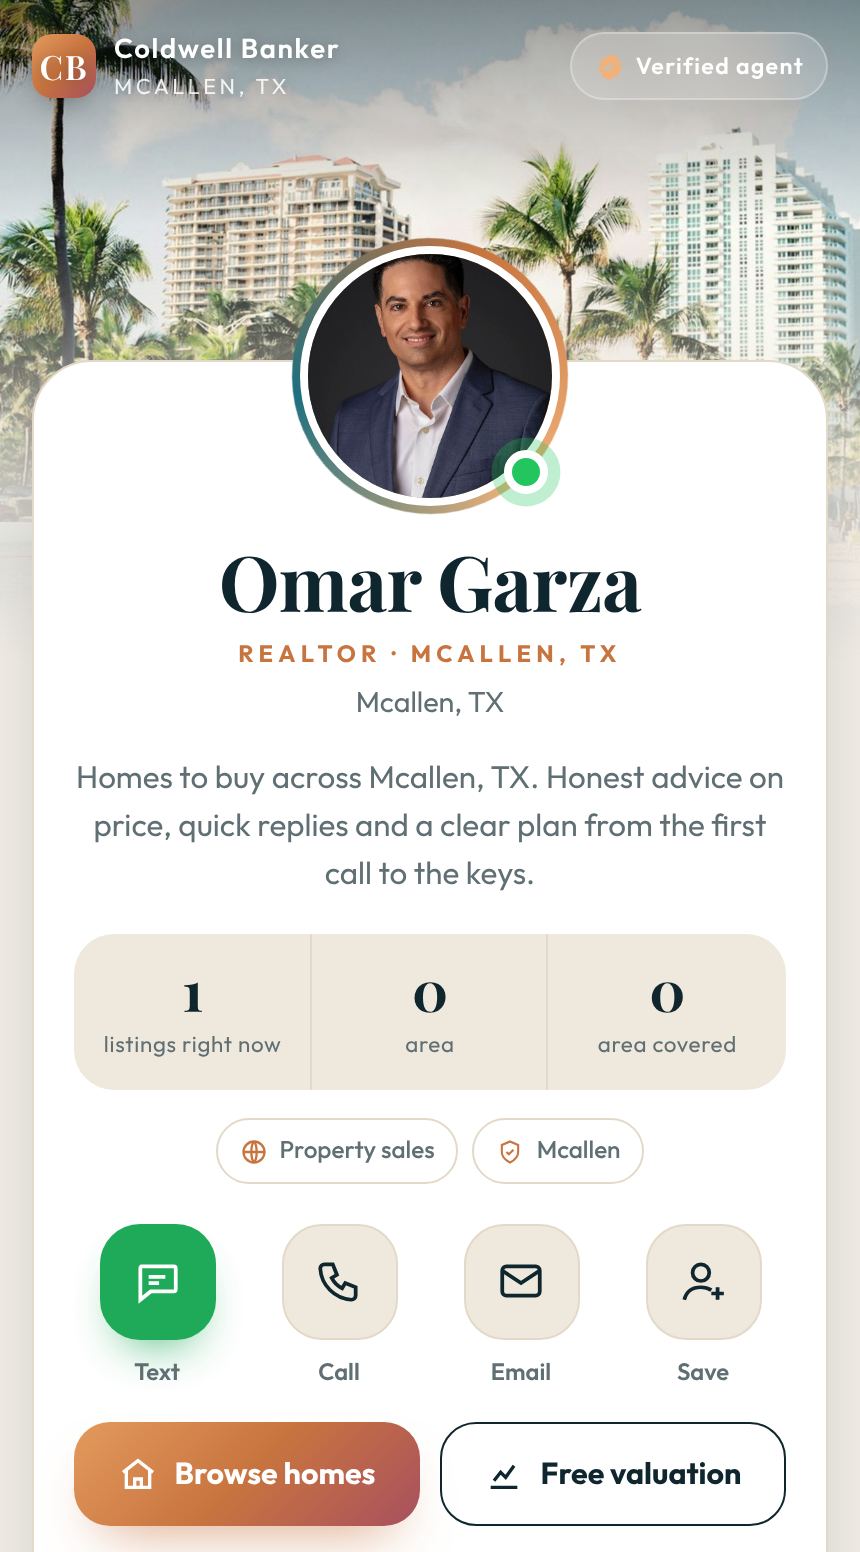 CB
Coldwell Banker
MCALLEN, TX
Verified agent
Omar Garza
REALTOR · MCALLEN, TX
Mcallen, TX
Homes to buy across Mcallen, TX. Honest advice on
price, quick replies and a clear plan from the first
call to the keys.
1
listings right now
0
area
0
area covered
Property sales
Mcallen
Text
Call
Email
Save
Browse homes
Free valuation